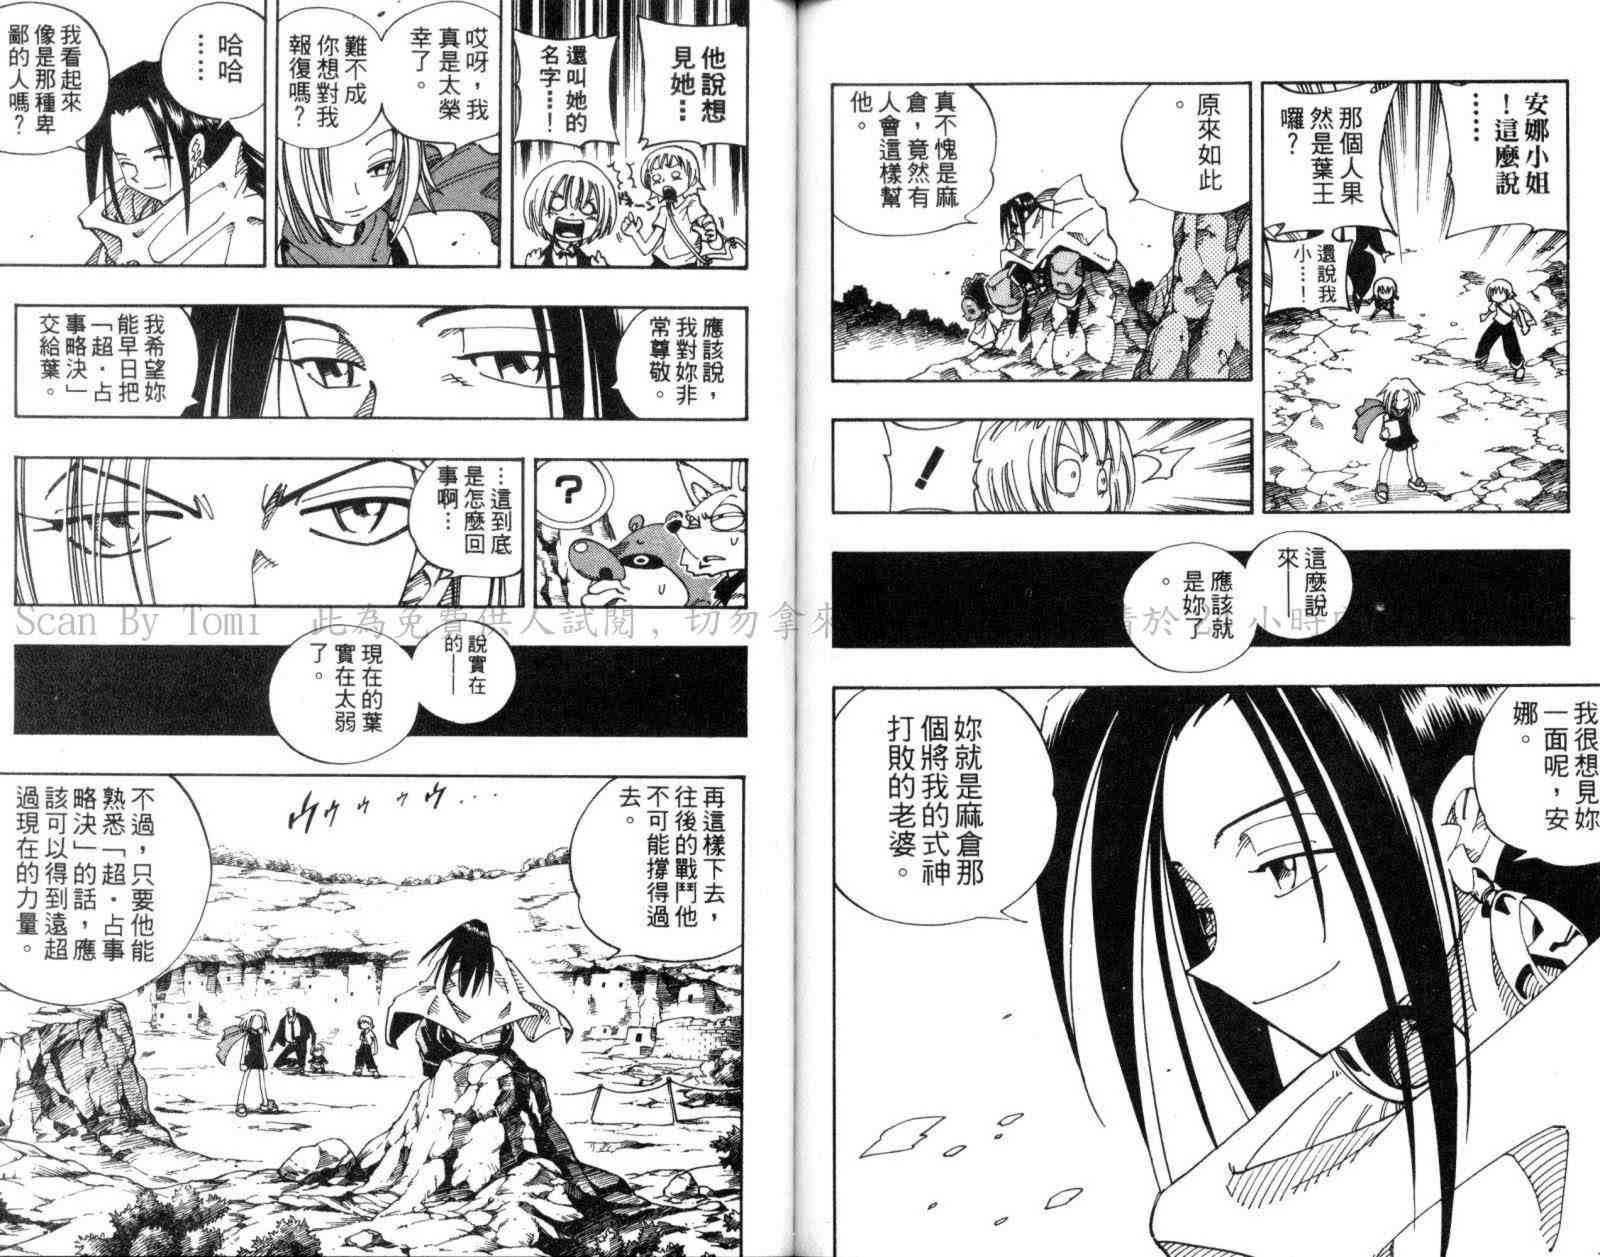 安娜小姐
！這麼說
……
那個人果
然是葉王
囉？
還說我
小…！
原來如此
。
真不愧是麻
倉，竟然有
人會這樣幫
他。
！
這麼說
來——
應該就
是妳了
。
我很想見妳
一面呢，安
娜。
妳就是麻倉那
個將我的式神
打敗的老婆。
他說想
見她…
還叫她的
名字…！
哎呀，我
真是太榮
幸了。
難不成
你想對我
報復嗎？
哈哈
……
我看起來
像是那種卑
鄙的人嗎？
應該說，
我對妳非
常尊敬。
我希望妳
能早日把
「超・占
事略決」
交給葉。
？
…這到底
是怎麼回
事啊…
說實在
的——
現在的葉
實在太弱
了。
再這樣下去，
往後的戰鬥他
不可能撐得過
去。
ウゥゥゥウ…
不過，只要他能
熟悉「超・占事
略決」的話，應
該可以得到遠超
過現在的力量。
Scan By Tomi 此為免費供人試閱，切勿拿來